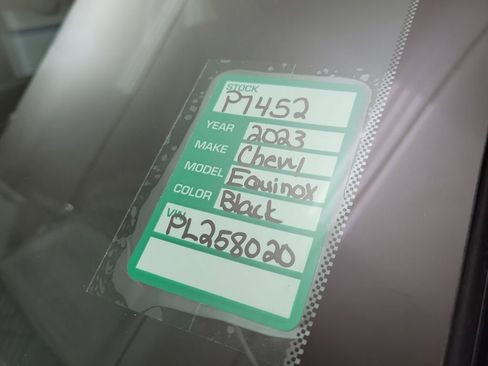 STOCK
P7452
YEAR 2023
MAKE Chevy
MODEL Equinox
COLOR Black
VIN
PL258020